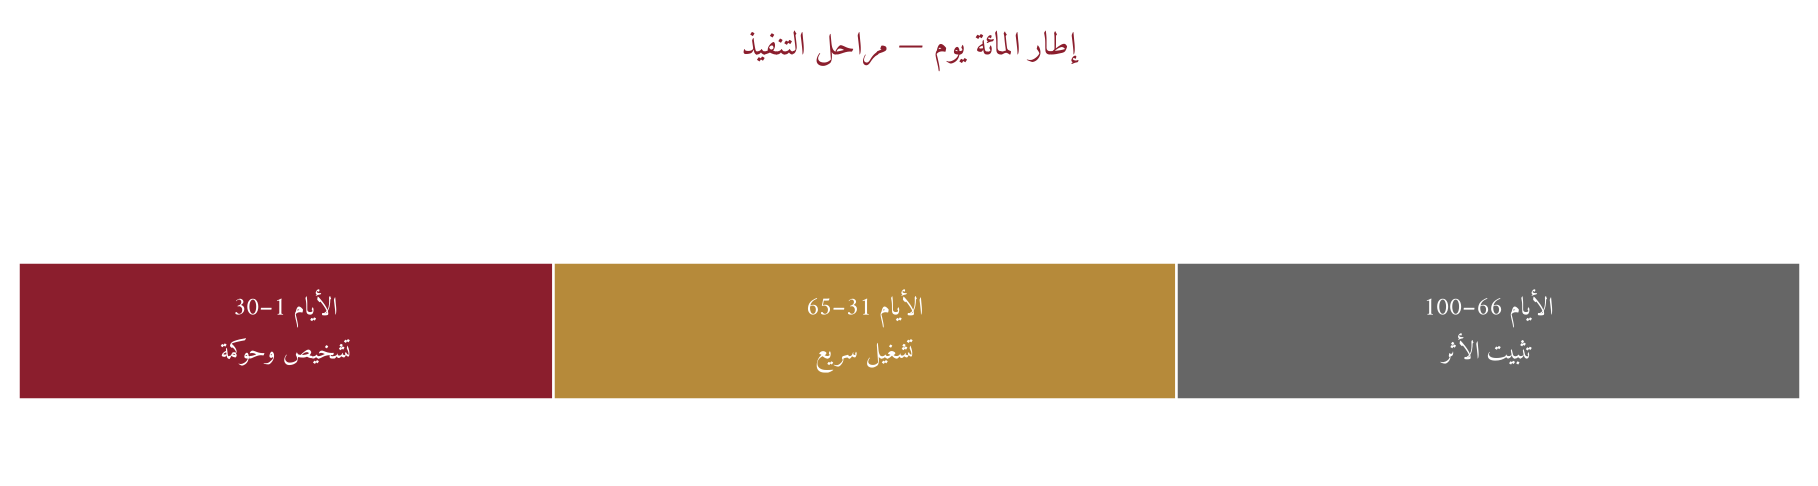 إطار المائة يوم – مراحل التنفيذ
الأيام 1–30
تشخيص وحوكمة
الأيام 31–65
تشغيل سريع
الأيام 66–100
تثبيت الأثر